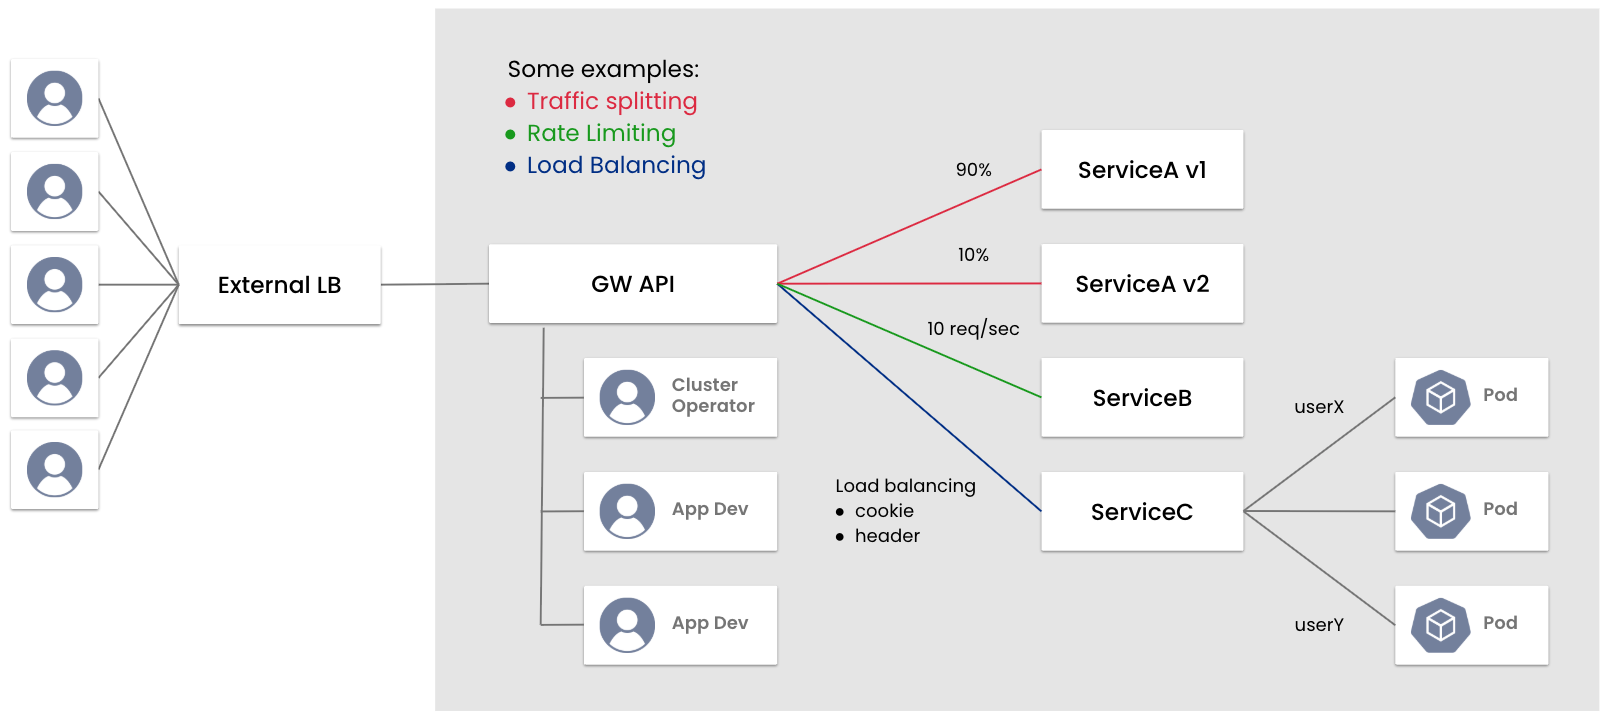 Some examples:
● Traffic splitting
● Rate Limiting
● Load Balancing
External LB
GW API
Cluster
Operator
App Dev
App Dev
90%
10%
10 req/sec
Load balancing
● cookie
● header
ServiceA v1
ServiceA v2
ServiceB
ServiceC
userX
userY
Pod
Pod
Pod